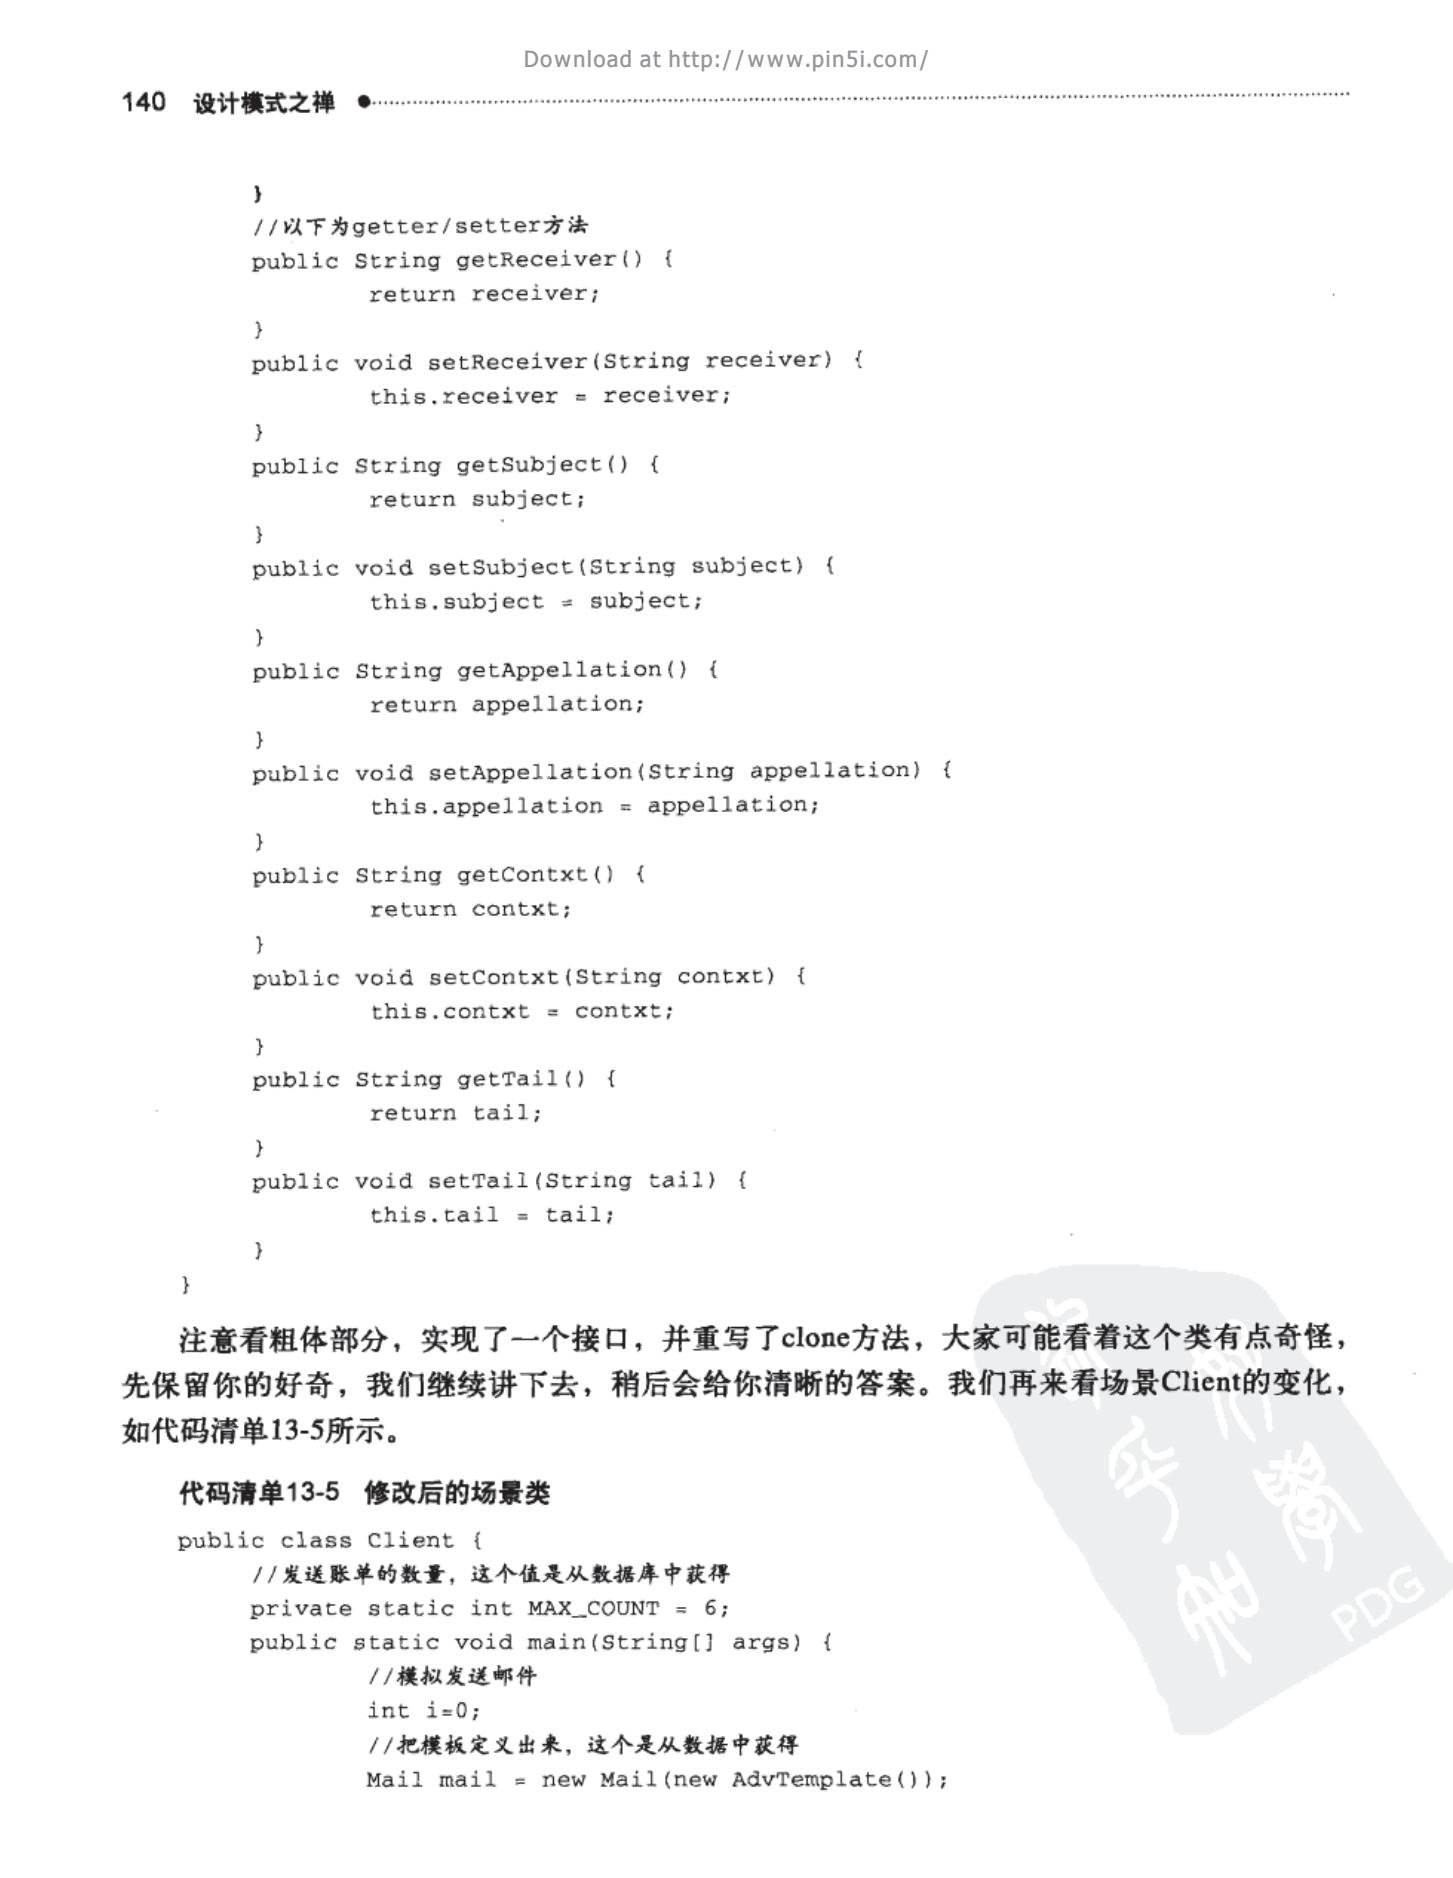 Download at http://www.pin5i.com/
140 设计模式之禅
}
//以下为getter/setter方法
public String getReceiver() {
return receiver;
}
public void setReceiver(String receiver) {
this.receiver = receiver;
}
public String getSubject() {
return subject;
}
public void setSubject(String subject) {
this.subject = subject;
}
public String getAppellation() {
return appellation;
}
public void setAppellation(String appellation) {
this.appellation = appellation;
}
public String getContxt() {
return contxt;
}
public void setContxt(String contxt) {
this.contxt = contxt;
}
public String getTail() {
return tail;
}
public void setTail(String tail) {
this.tail = tail;
}
}
注意看粗体部分，实现了一个接口，并重写了clone方法，大家可能看着这个类有点奇怪，
先保留你的好奇，我们继续讲下去，稍后会给你清晰的答案。我们再来看场景Client的变化，
如代码清单13-5所示。
代码清单13-5 修改后的场景类
public class Client {
//发送账单的数量，这个值是从数据库中获得
private static int MAX_COUNT = 6;
public static void main(String[] args) {
//模拟发送邮件
int i=0;
//把模板定义出来，这个是从数据中获得
Mail mail = new Mail(new AdvTemplate());
PDG